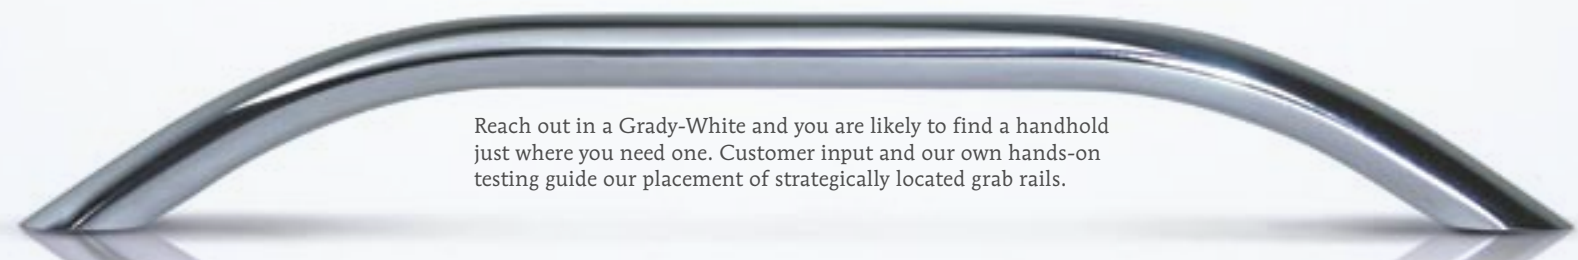 Reach out in a Grady-White and you are likely to find a handhold
just where you need one. Customer input and our own hands-on
testing guide our placement of strategically located grab rails.